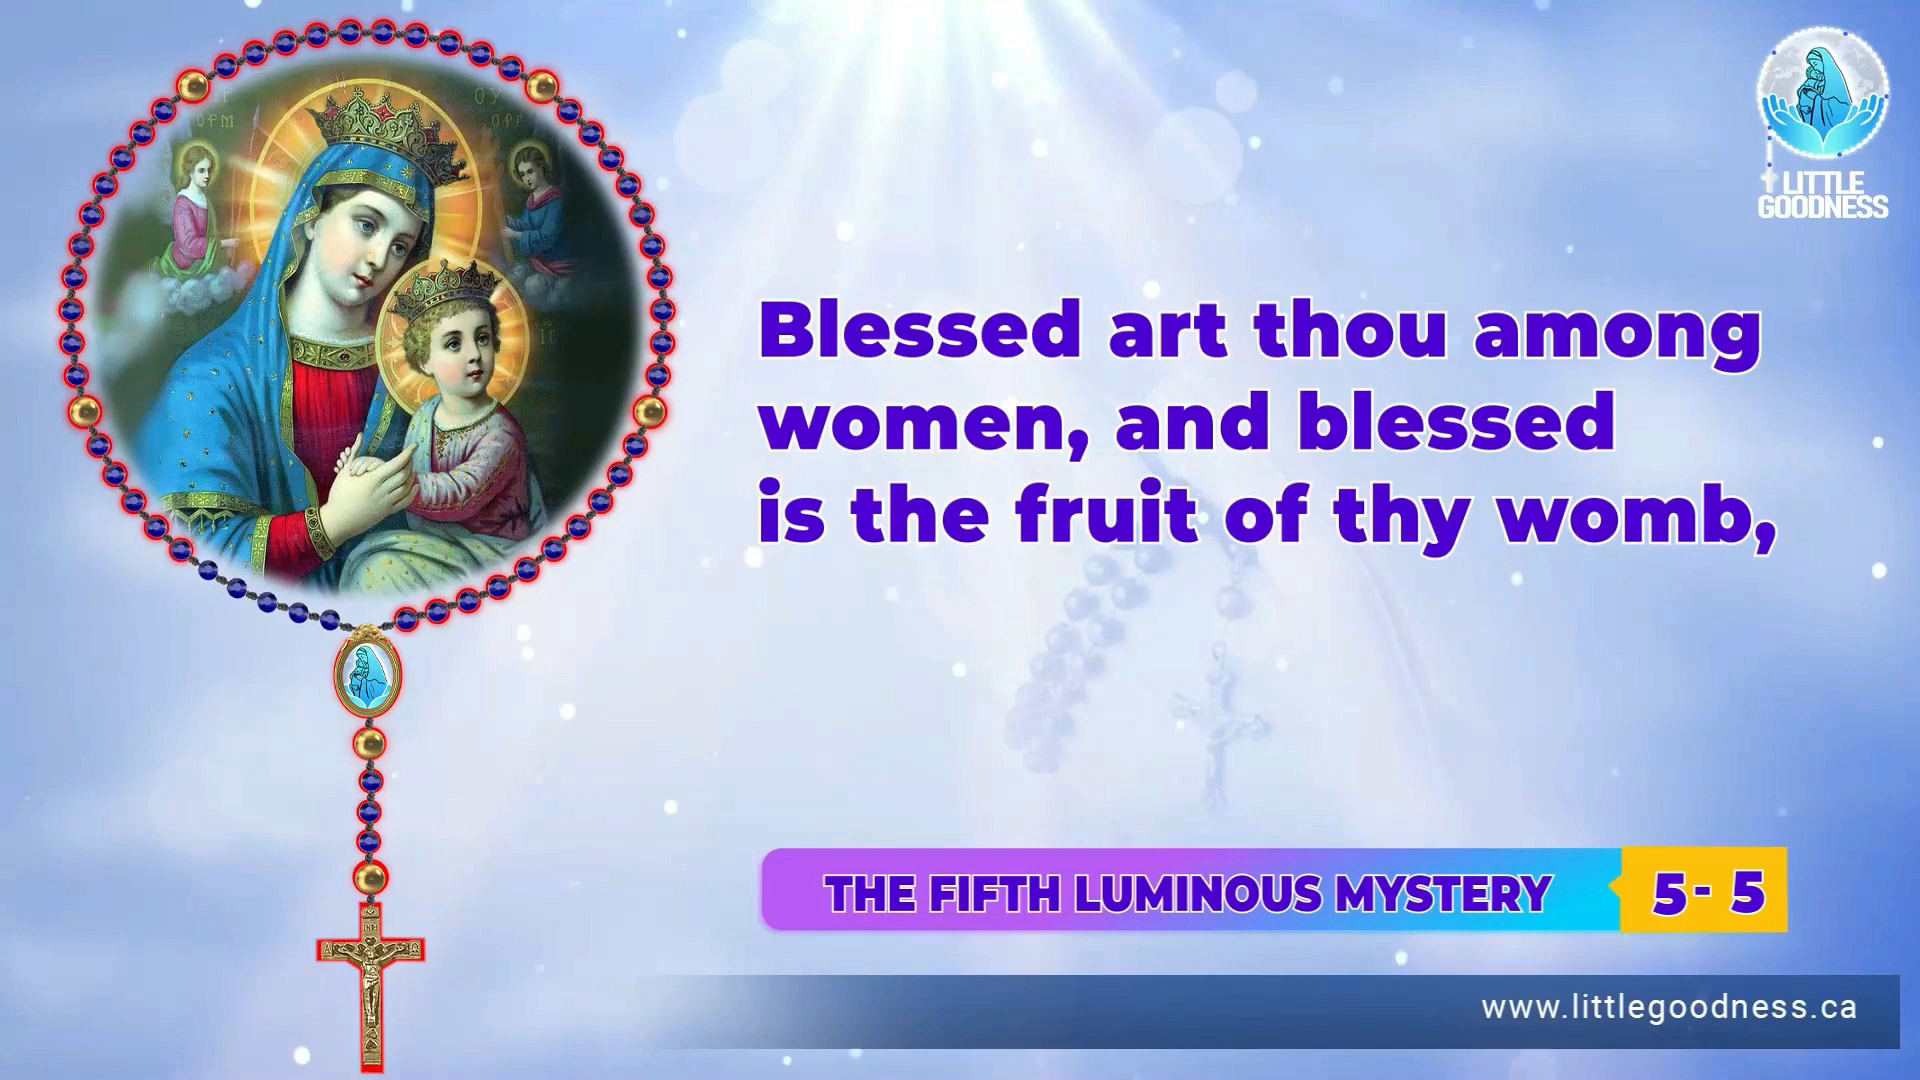 LITTLE
GOODNESS
Blessed art thou among
women, and blessed
is the fruit of thy womb,
THE FIFTH LUMINOUS MYSTERY
5- 5
www.littlegoodness.ca
INRI